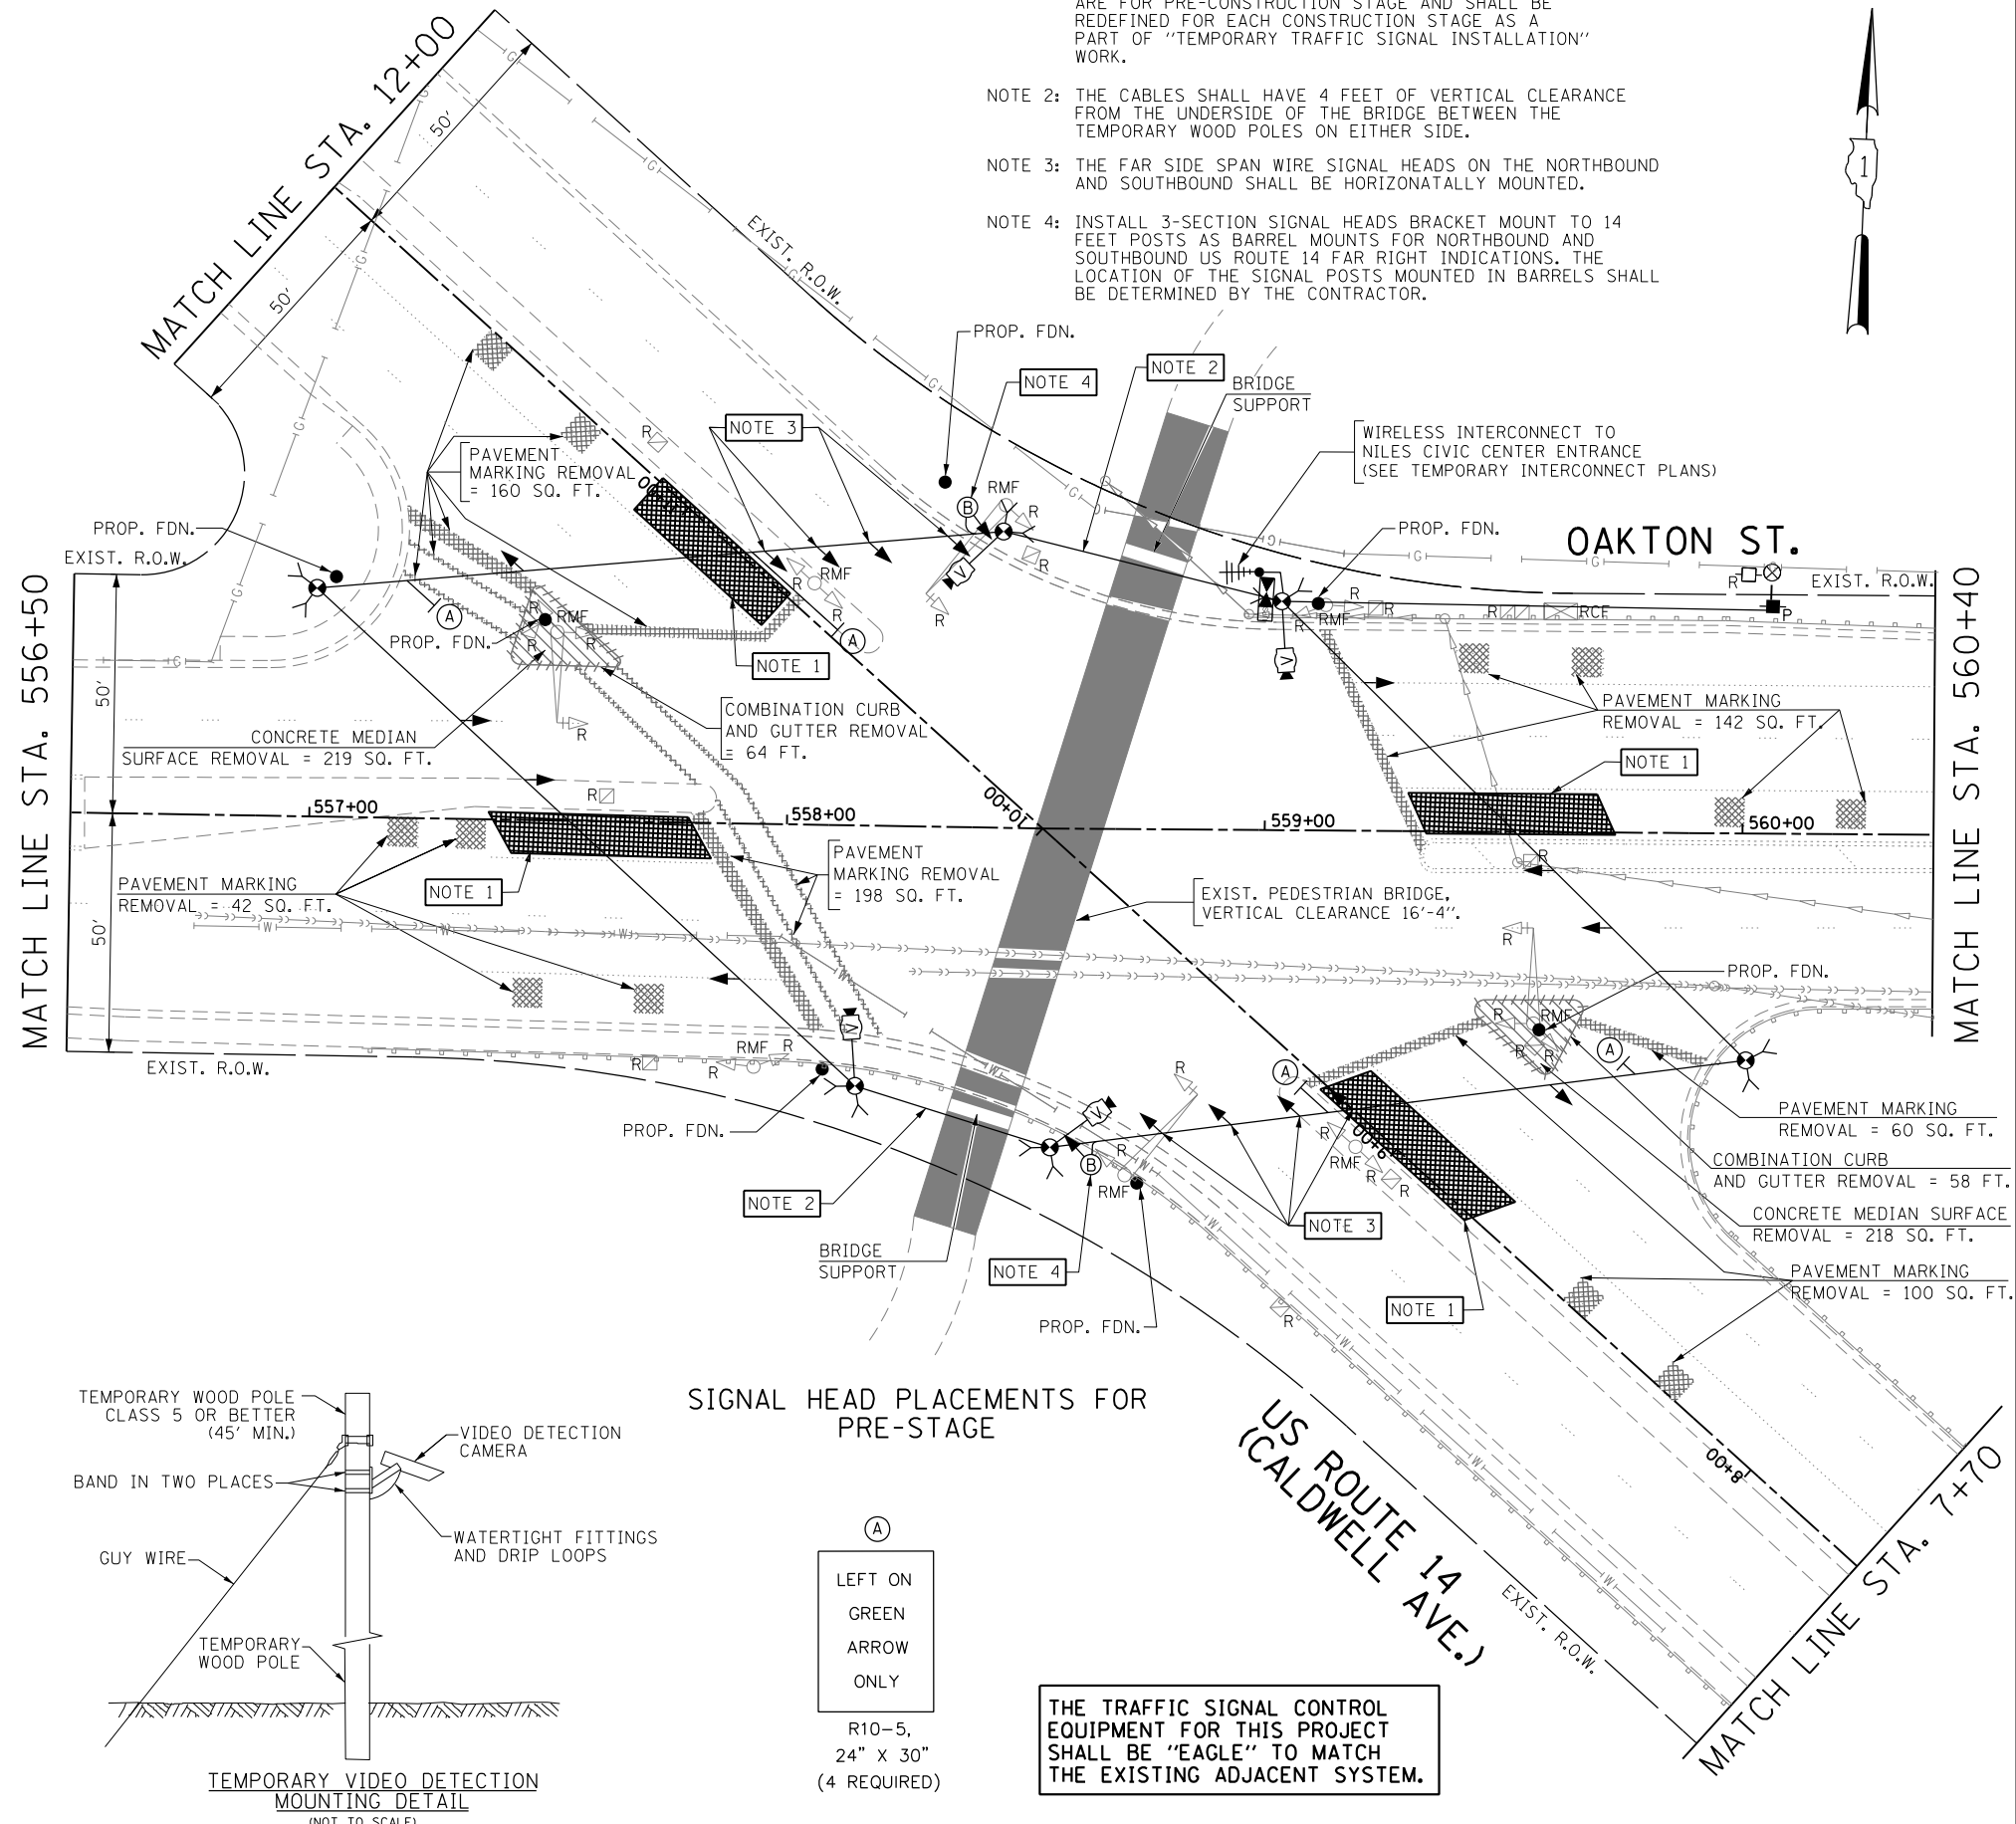 ARE FOR PRE-CONSTRUCTION STAGE AND SHALL BE
REDEFINED FOR EACH CONSTRUCTION STAGE AS A
PART OF "TEMPORARY TRAFFIC SIGNAL INSTALLATION"
WORK.
NOTE 2: THE CABLES SHALL HAVE 4 FEET OF VERTICAL CLEARANCE
FROM THE UNDERSIDE OF THE BRIDGE BETWEEN THE
TEMPORARY WOOD POLES ON EITHER SIDE.
NOTE 3: THE FAR SIDE SPAN WIRE SIGNAL HEADS ON THE NORTHBOUND
AND SOUTHBOUND SHALL BE HORIZONATALLY MOUNTED.
NOTE 4: INSTALL 3-SECTION SIGNAL HEADS BRACKET MOUNT TO 14
FEET POSTS AS BARREL MOUNTS FOR NORTHBOUND AND
SOUTHBOUND US ROUTE 14 FAR RIGHT INDICATIONS. THE
LOCATION OF THE SIGNAL POSTS MOUNTED IN BARRELS SHALL
BE DETERMINED BY THE CONTRACTOR.
1
MATCH LINE STA. 12+00
50'
50'
EXIST. R.O.W.
PROP. FDN.
NOTE 4
NOTE 2
BRIDGE
SUPPORT
NOTE 3
WIRELESS INTERCONNECT TO
NILES CIVIC CENTER ENTRANCE
(SEE TEMPORARY INTERCONNECT PLANS)
PAVEMENT
MARKING REMOVAL
= 160 SQ. FT.
R
B
RMF
R
V
R
R
PROP. FDN.
EXIST. R.O.W.
PROP. FDN.
OAKTON ST.
EXIST. R.O.W.
R
P
R
RMF
R
R
RCF
V
MATCH LINE STA. 556+50
50'
50'
MATCH LINE STA. 560+40
A
R
RMF
R
R
PROP. FDN.
R
RMF
R
A
NOTE 1
R
CONCRETE MEDIAN
SURFACE REMOVAL = 219 SQ. FT.
COMBINATION CURB
AND GUTTER REMOVAL
= 64 FT.
PAVEMENT MARKING
REMOVAL = 142 SQ. FT.
NOTE 1
R
557+00
558+00
10+00
559+00
560+00
PAVEMENT
MARKING REMOVAL
= 198 SQ. FT.
R
PAVEMENT MARKING
REMOVAL = 42 SQ. FT.
NOTE 1
EXIST. PEDESTRIAN BRIDGE,
VERTICAL CLEARANCE 16'-4".
R
PROP. FDN.
EXIST. R.O.W.
R
RMF
R
R
V
PROP. FDN.
R
V
B
R
RMF
A
R
RMF
R
R
9+00
R
RMF
R
R
A
PAVEMENT MARKING
REMOVAL = 60 SQ. FT.
COMBINATION CURB
AND GUTTER REMOVAL = 58 FT.
CONCRETE MEDIAN SURFACE
REMOVAL = 218 SQ. FT.
PAVEMENT MARKING
REMOVAL = 100 SQ. FT.
NOTE 2
NOTE 3
BRIDGE
SUPPORT
NOTE 4
NOTE 1
R
PROP. FDN.
8+00
SIGNAL HEAD PLACEMENTS FOR
PRE-STAGE
US ROUTE 14
(CALDWELL AVE.)
EXIST. R.O.W.
MATCH LINE STA. 7+70
TEMPORARY WOOD POLE
CLASS 5 OR BETTER
(45' MIN.)
VIDEO DETECTION
CAMERA
BAND IN TWO PLACES
WATERTIGHT FITTINGS
AND DRIP LOOPS
GUY WIRE
TEMPORARY
WOOD POLE
TEMPORARY VIDEO DETECTION
MOUNTING DETAIL
(NOT TO SCALE)
A
LEFT ON
GREEN
ARROW
ONLY
R10-5,
24" X 30"
(4 REQUIRED)
THE TRAFFIC SIGNAL CONTROL
EQUIPMENT FOR THIS PROJECT
SHALL BE "EAGLE" TO MATCH
THE EXISTING ADJACENT SYSTEM.